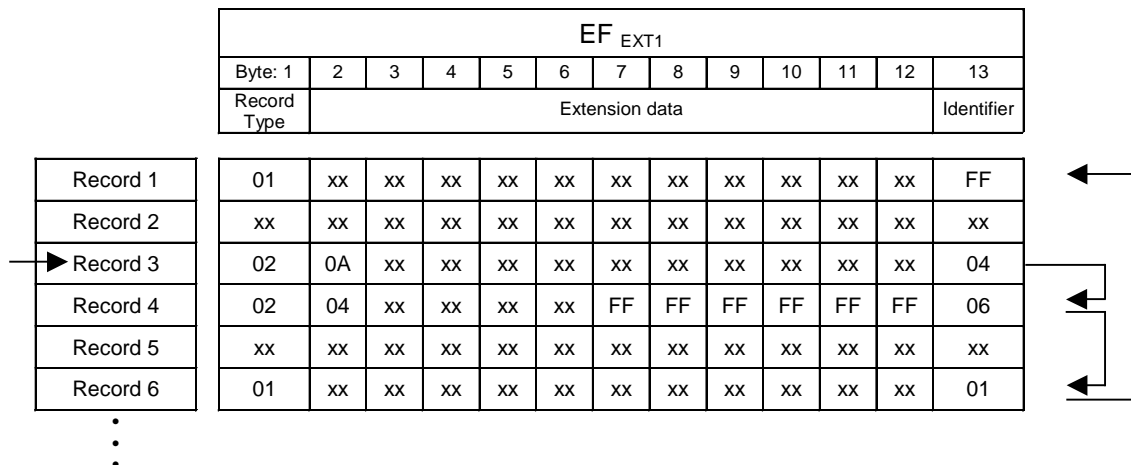 EF EXT1
Byte: 1 2 3 4 5 6 7 8 9 10 11 12 13
Record Type Extension data Identifier
Record 1 01 xx xx xx xx xx xx xx xx xx xx xx FF
Record 2 xx xx xx xx xx xx xx xx xx xx xx xx xx
Record 3 02 0A xx xx xx xx xx xx xx xx xx xx 04
Record 4 02 04 xx xx xx xx FF FF FF FF FF FF 06
Record 5 xx xx xx xx xx xx xx xx xx xx xx xx xx
Record 6 01 xx xx xx xx xx xx xx xx xx xx xx 01